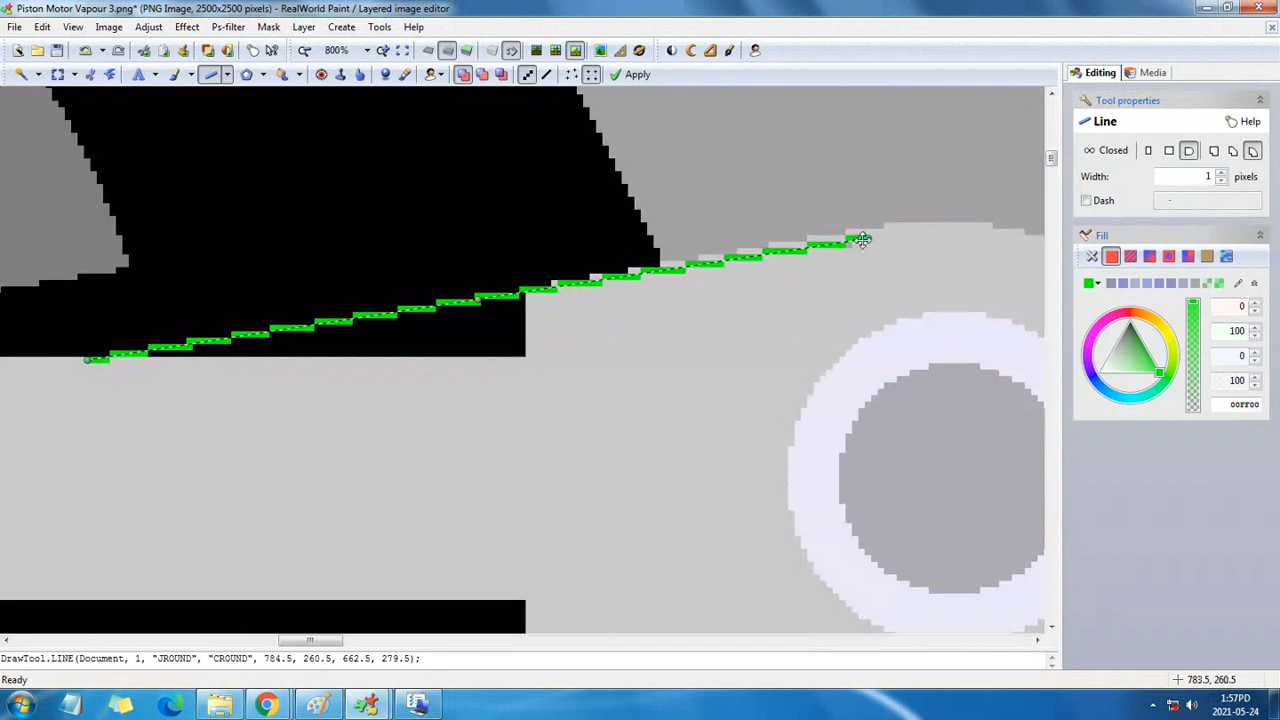 Piston Motor Vapour 3.png* (PNG Image, 2500x2500 pixels) - RealWorld Paint / Layered image editor
File Edit View Image Adjust Effect Ps-filter Mask Layer Create Tools Help
800%
Apply
Editing Media
Tool properties
Line Help
Closed
Width: 1 pixels
Dash -
Fill
0
100
0
100
00FF00
DrawTool.LINE(Document, 1, "JROUND", "CROUND", 784.5, 260.5, 662.5, 279.5);
Ready 783.5, 260.5
1:57PD
2021-05-24